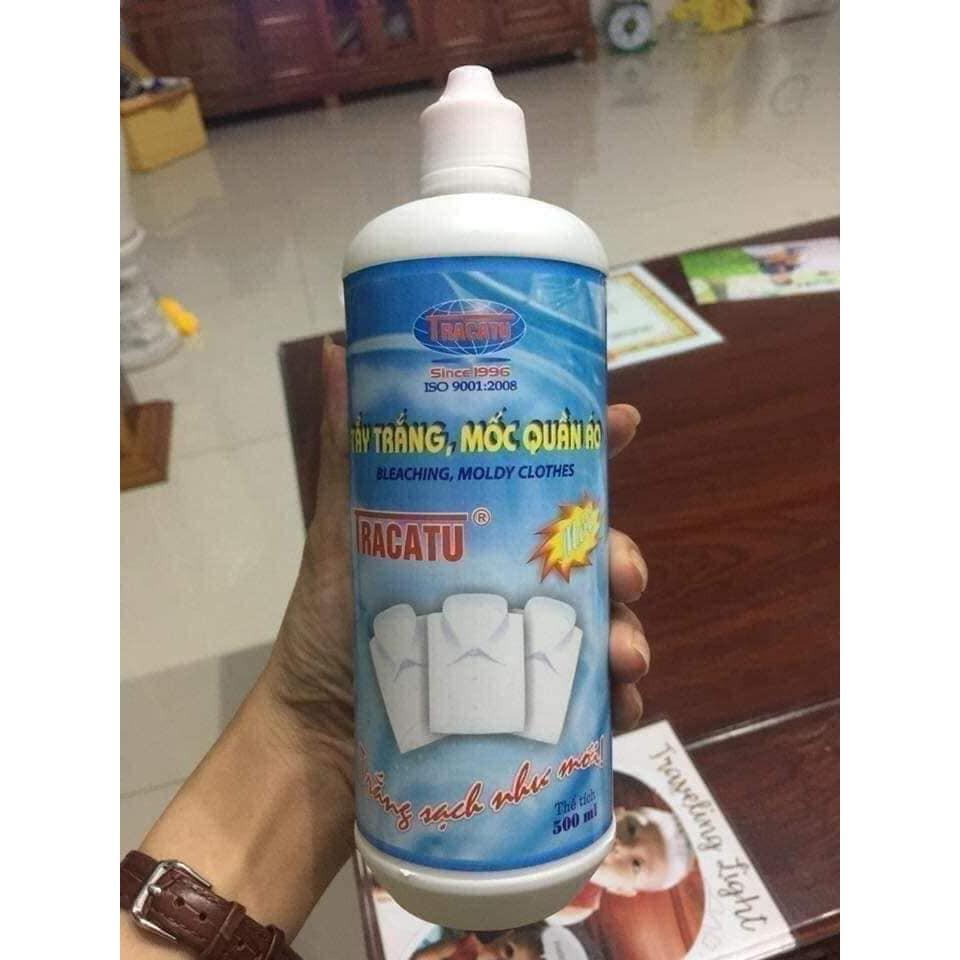 TRACATU
Since 1996
ISO 9001:2008
TẨY TRẮNG, MỐC QUẦN ÁO
BLEACHING, MOLDY CLOTHES
TRACATU®
Mới
Trắng sạch như mới!
Thể tích
500 ml
Traveling Light